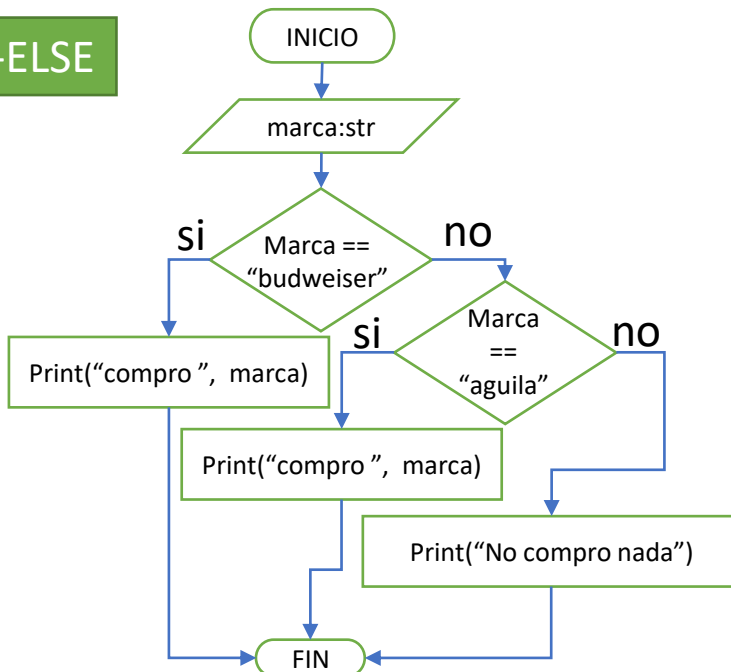 -ELSE
INICIO
marca:str
si
no
Marca ==
“budweiser”
si
no
Marca
==
“aguila”
Print(“compro ”, marca)
Print(“compro ”, marca)
Print(“No compro nada”)
FIN